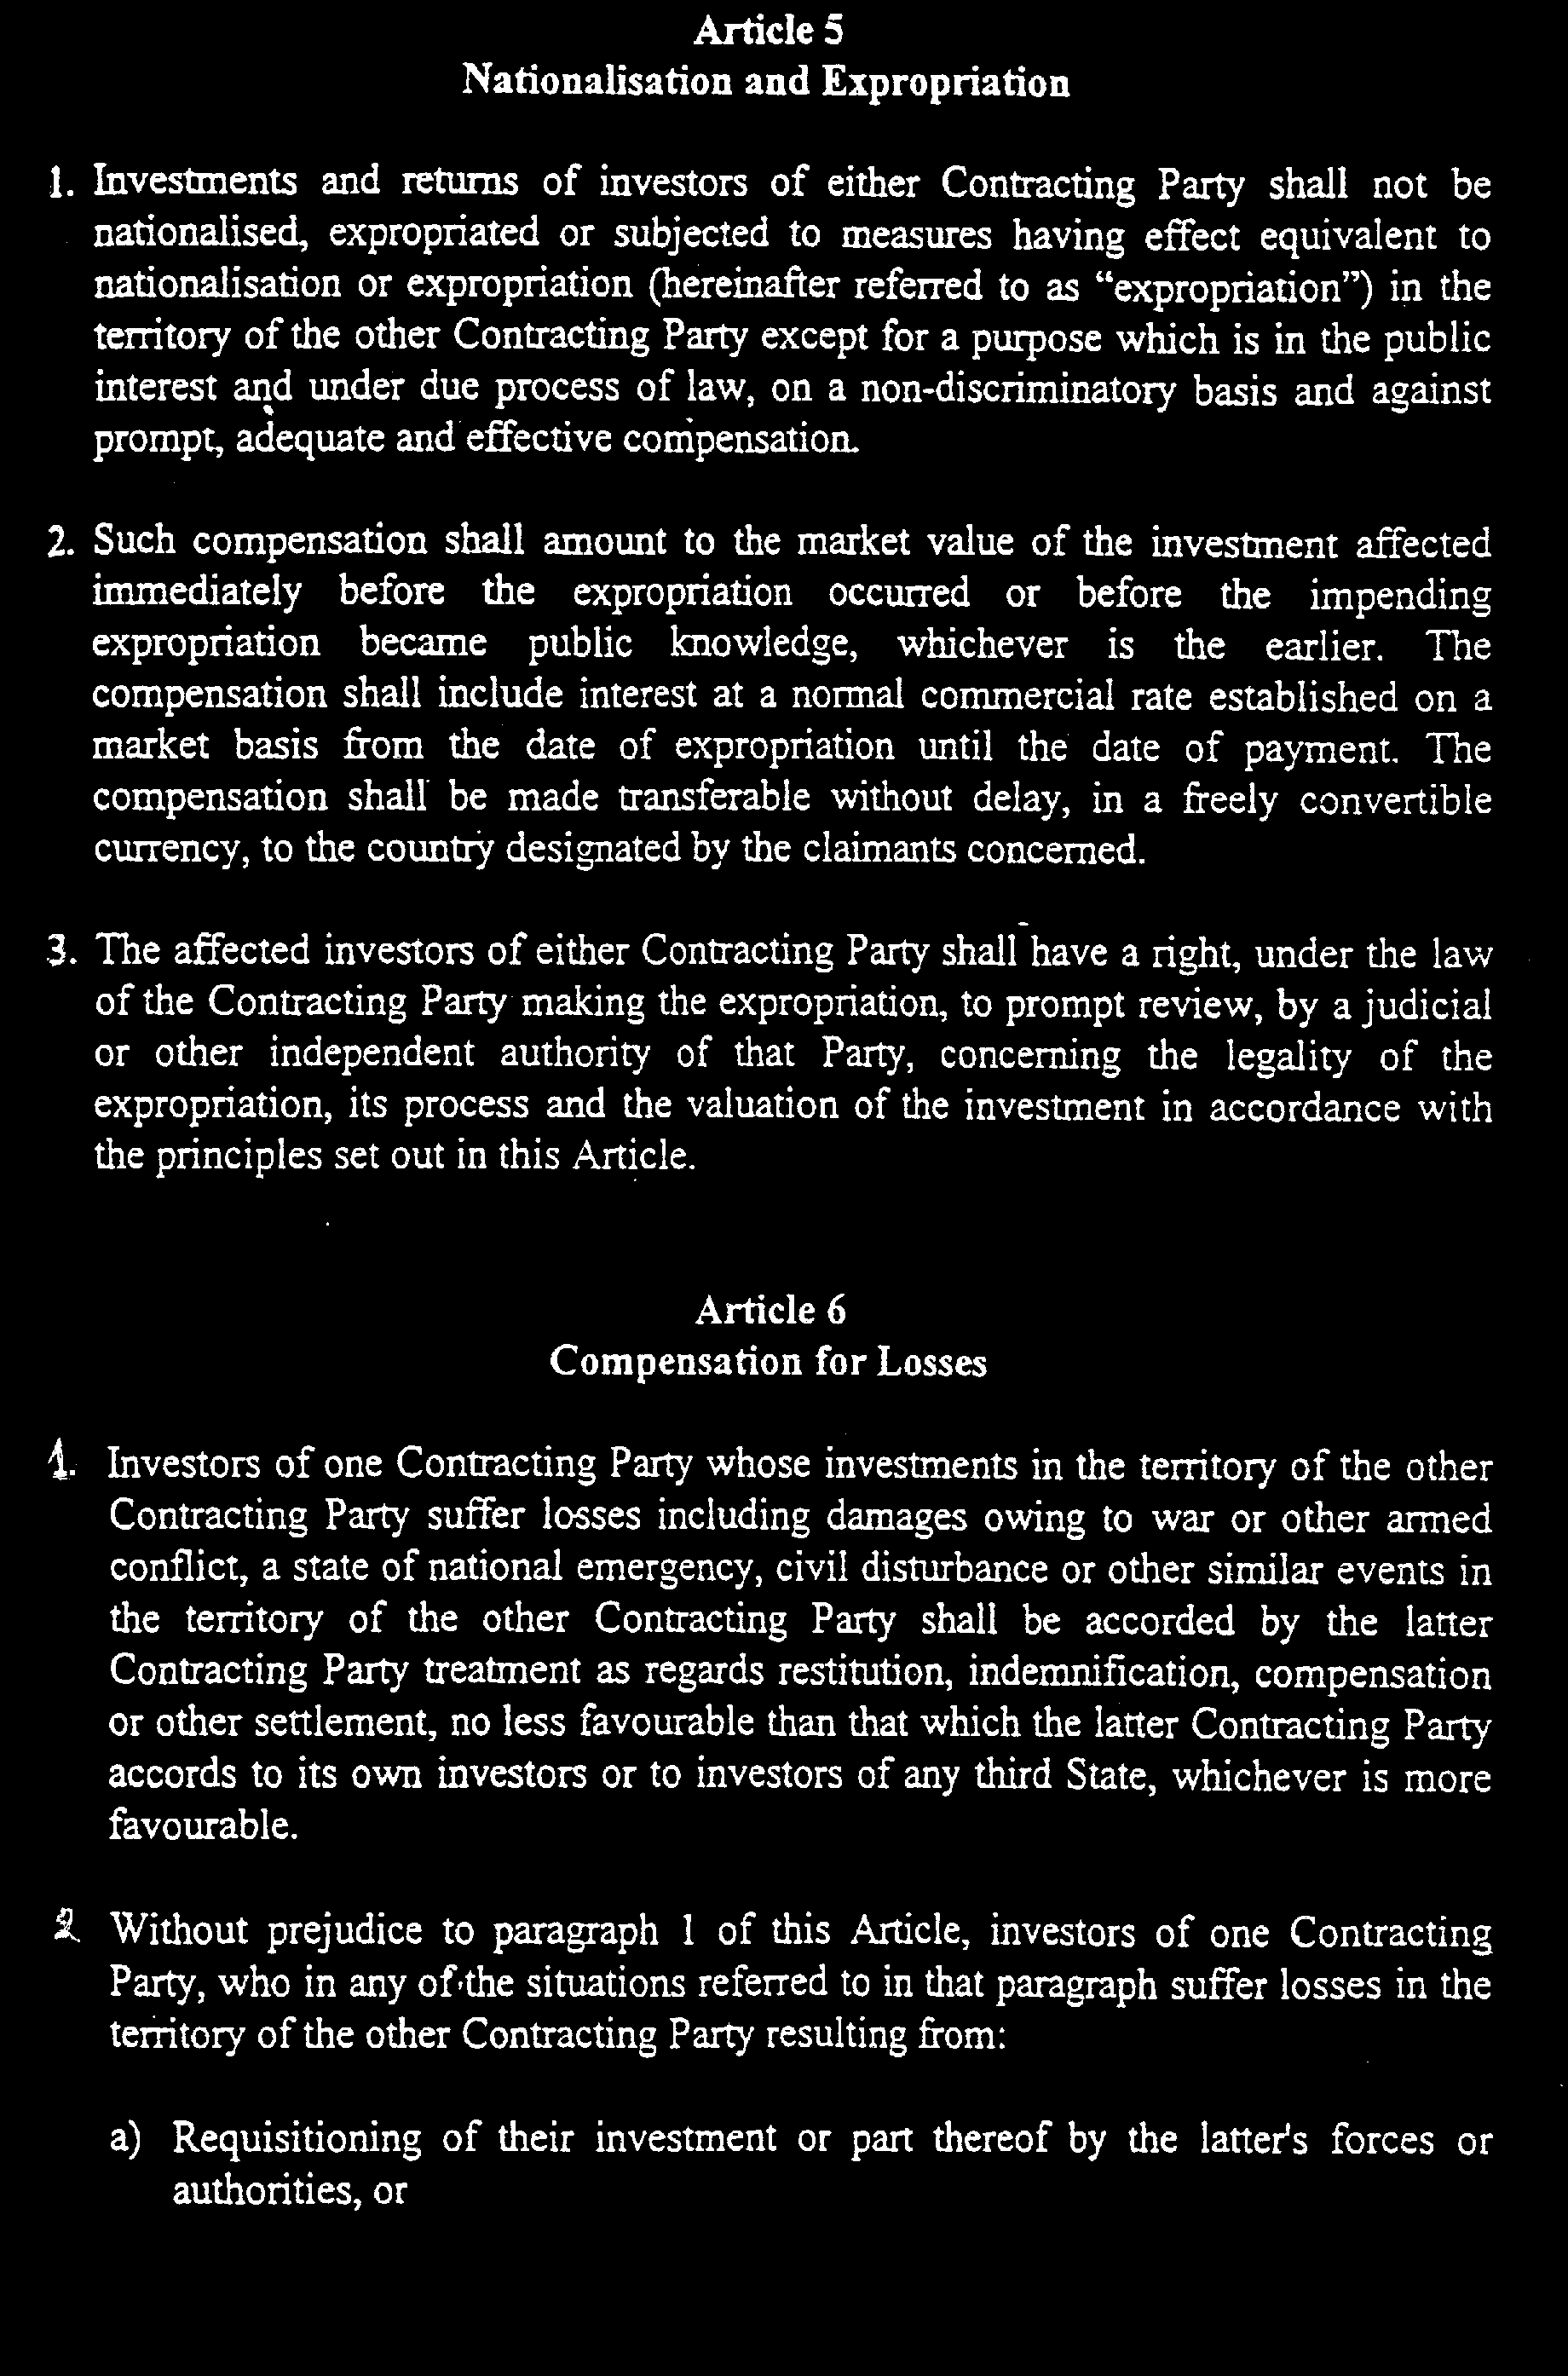 Article 5
Nationalisation and Expropriation
1. Investments and returns of investors of either Contracting Party shall not be
nationalised, expropriated or subjected to measures having effect equivalent to
nationalisation or expropriation (hereinafter referred to as “expropriation”) in the
territory of the other Contracting Party except for a purpose which is in the public
interest and under due process of law, on a non-discriminatory basis and against
prompt, adequate and effective compensation.
2. Such compensation shall amount to the market value of the investment affected
immediately before the expropriation occurred or before the impending
expropriation became public knowledge, whichever is the earlier. The
compensation shall include interest at a normal commercial rate established on a
market basis from the date of expropriation until the date of payment. The
compensation shall be made transferable without delay, in a freely convertible
currency, to the country designated by the claimants concerned.
3. The affected investors of either Contracting Party shall have a right, under the law
of the Contracting Party making the expropriation, to prompt review, by a judicial
or other independent authority of that Party, concerning the legality of the
expropriation, its process and the valuation of the investment in accordance with
the principles set out in this Article.
Article 6
Compensation for Losses
1. Investors of one Contracting Party whose investments in the territory of the other
Contracting Party suffer losses including damages owing to war or other armed
conflict, a state of national emergency, civil disturbance or other similar events in
the territory of the other Contracting Party shall be accorded by the latter
Contracting Party treatment as regards restitution, indemnification, compensation
or other settlement, no less favourable than that which the latter Contracting Party
accords to its own investors or to investors of any third State, whichever is more
favourable.
2. Without prejudice to paragraph 1 of this Article, investors of one Contracting
Party, who in any of the situations referred to in that paragraph suffer losses in the
territory of the other Contracting Party resulting from:
a) Requisitioning of their investment or part thereof by the latter's forces or
authorities, or